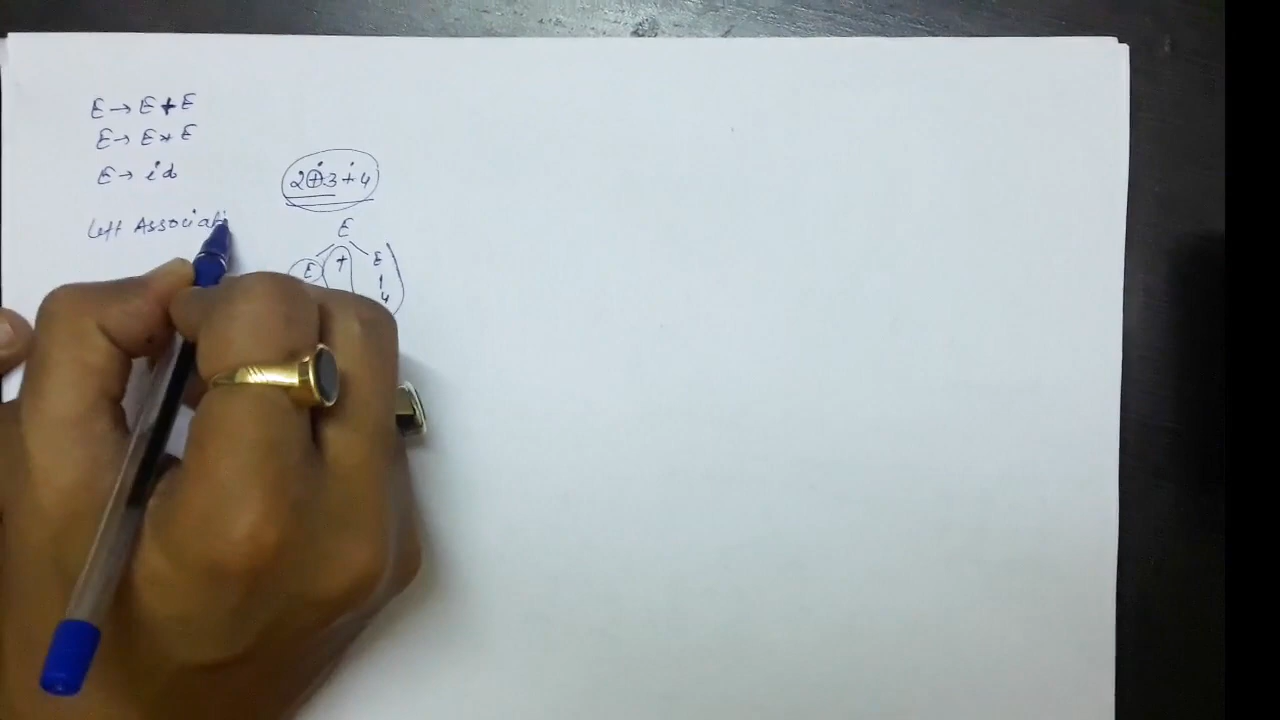 E → E + E
E → E * E
E → id
2+3+4
Left Associati
E
E + E
4